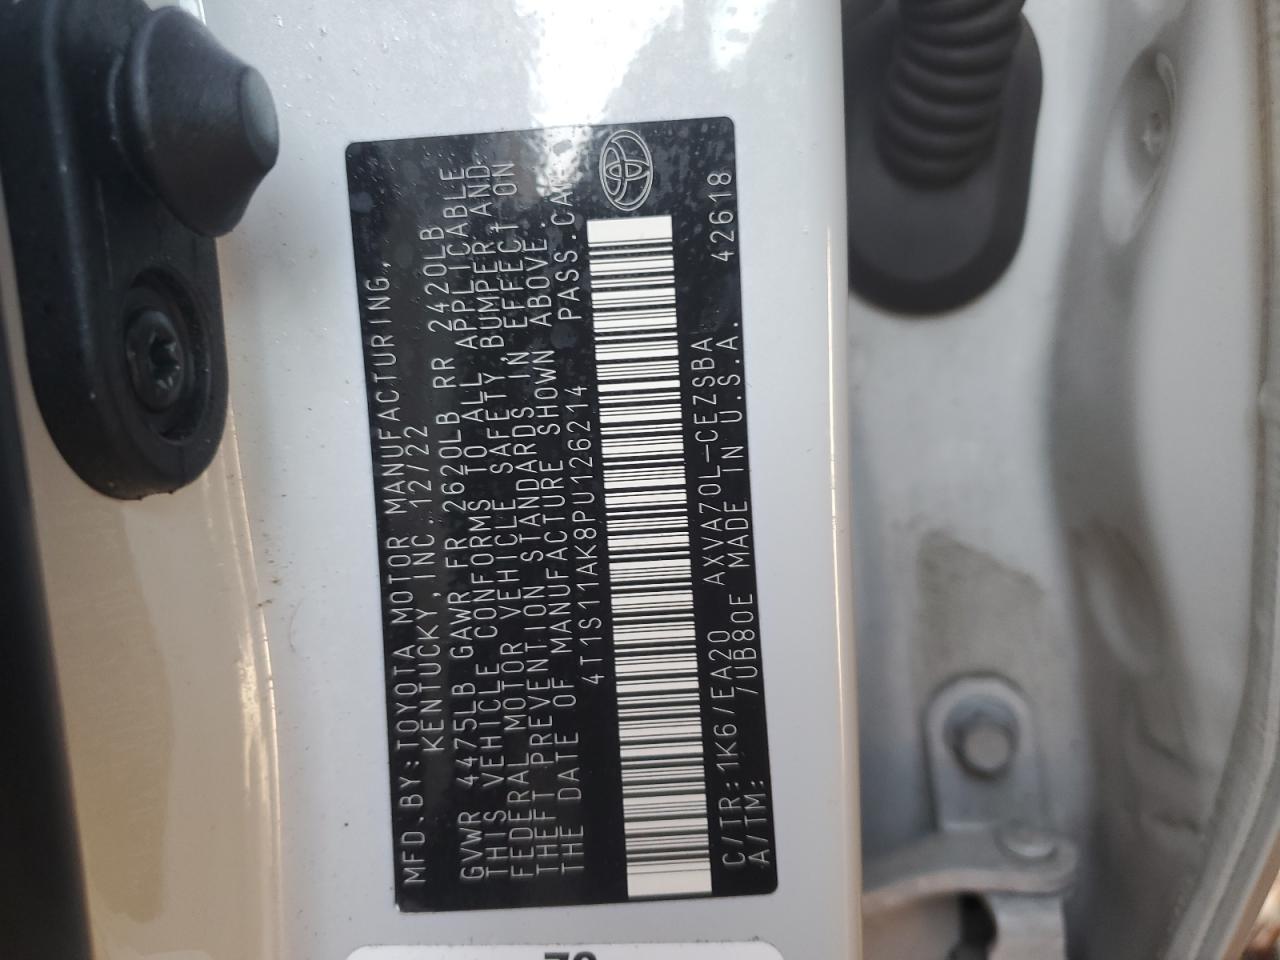 MFD.BY:TOYOTA MOTOR MANUFACTURING,
KENTUCKY,INC. 12/22
GVWR 4475LB GAWR FR 2620LB RR 2420LB
THIS VEHICLE CONFORMS TO ALL APPLICABLE
FEDERAL MOTOR VEHICLE SAFETY,BUMPER,AND
THEFT PREVENTION STANDARDS IN EFFECT ON
THE DATE OF MANUFACTURE SHOWN ABOVE.
4T1S11AK8PU126214 PASS.CAR
C/TR:1K6/EA20 AXVA70L-CEZSBA
A/TM: /UB80E MADE IN U.S.A. 42618